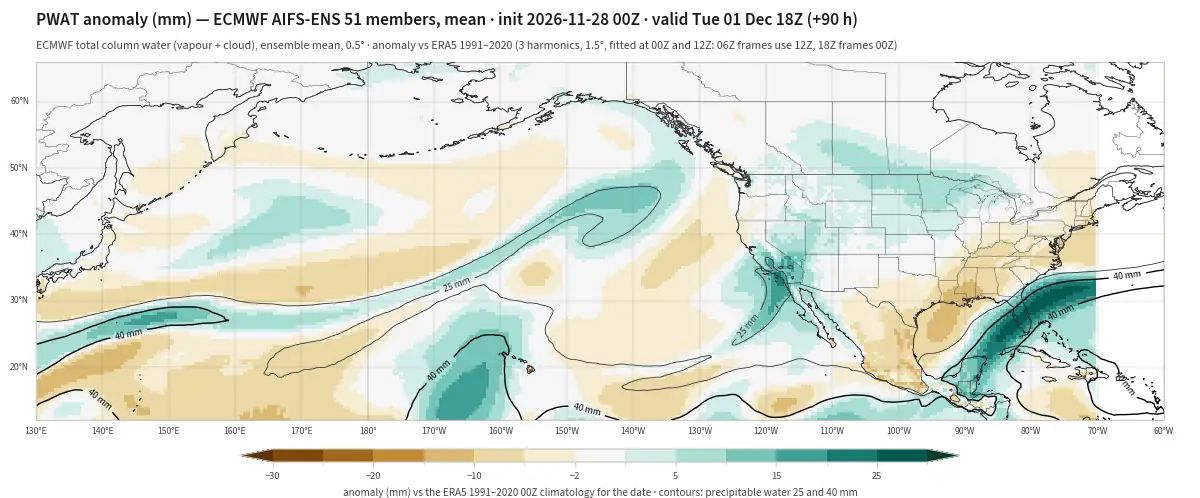 PWAT anomaly (mm) — ECMWF AIFS-ENS 51 members, mean · init 2026-11-28 00Z · valid Tue 01 Dec 18Z (+90 h)
ECMWF total column water (vapour + cloud), ensemble mean, 0.5° · anomaly vs ERA5 1991–2020 (3 harmonics, 1.5°, fitted at 00Z and 12Z: 06Z frames use 12Z, 18Z frames 00Z)
60°N
50°N
40°N
40 mm
30°N
25 mm
40 mm
25 mm
40 mm
20°N
40 mm
40 mm
40 mm
40 mm
130°E 140°E 150°E 160°E 170°E 180° 170°W 160°W 150°W 140°W 130°W 120°W 110°W 100°W 90°W 80°W 70°W 60°W
−30 −20 −10 −2 5 15 25
anomaly (mm) vs the ERA5 1991–2020 00Z climatology for the date · contours: precipitable water 25 and 40 mm